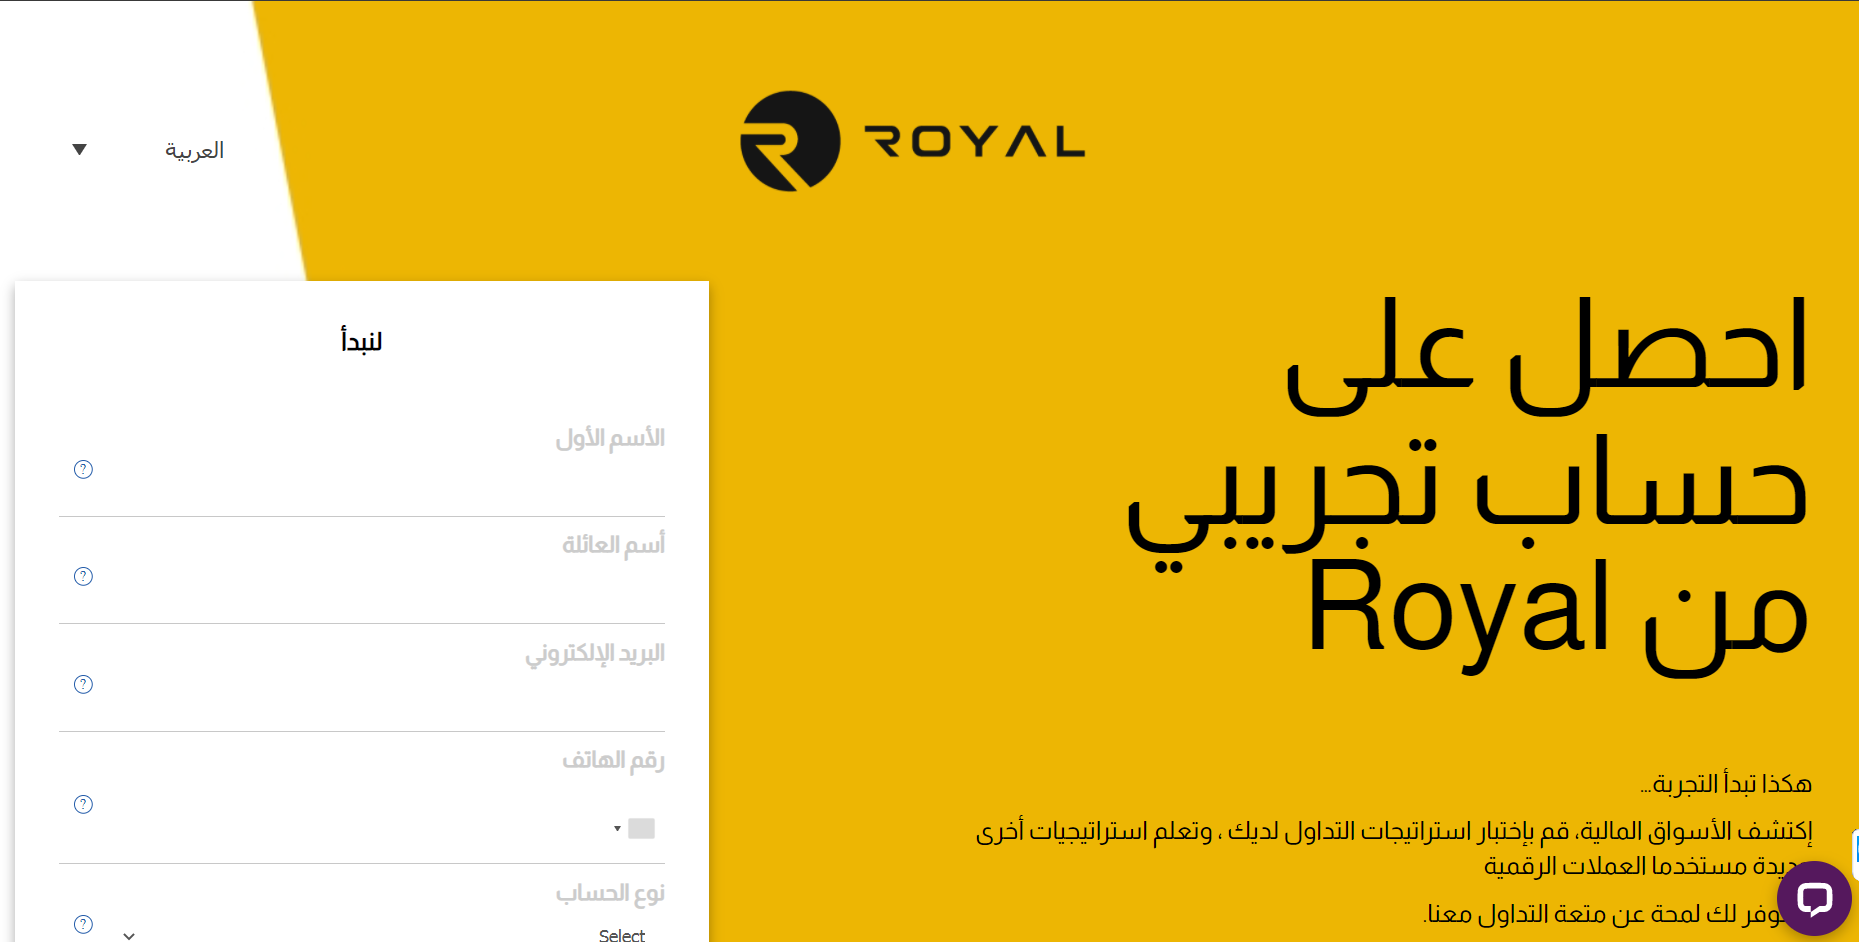 ROYAL
العربية
احصل على
حساب تجريبي
من Royal
هكذا تبدأ التجربة...
إكتشف الأسواق المالية، قم بإختبار استراتيجات التداول لديك ، وتعلم استراتيجيات أخرى
مستخدما العملات الرقمية
لك لمحة عن متعة التداول معنا.
لنبدأ
الأسم الأول
?
أسم العائلة
?
البريد الإلكتروني
?
رقم الهاتف
?
نوع الحساب
?
Select